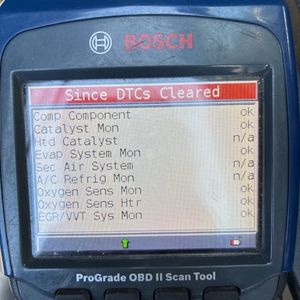 BOSCH
Since DTCs Cleared
Comp Component ok
Catalyst Mon ok
Htd Catalyst n/a
Evap System Mon ok
Sec Air System n/a
A/C Refrig Mon n/a
Oxygen Sens Mon ok
Oxygen Sens Htr ok
EGR/VVT Sys Mon ok
ProGrade OBD II Scan Tool